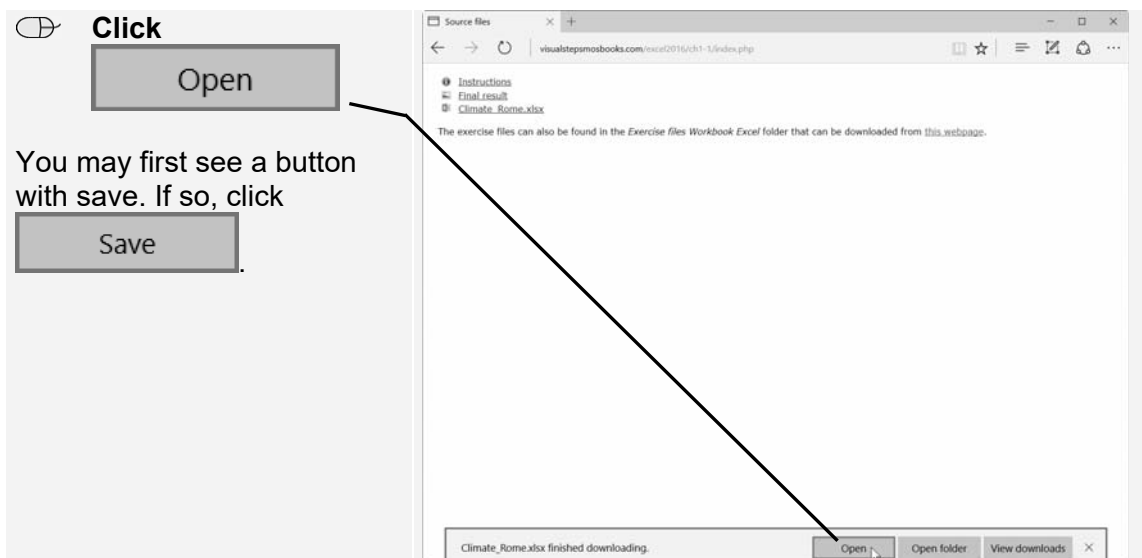 Click
Open
You may first see a button
with save. If so, click
Save
.
Source files
visualstepsmosbooks.com/excel2016/ch1-1/index.php
Instructions
Final result
Climate_Rome.xlsx
The exercise files can also be found in the Exercise files Workbook Excel folder that can be downloaded from this webpage.
Climate_Rome.xlsx finished downloading.
Open
Open folder
View downloads